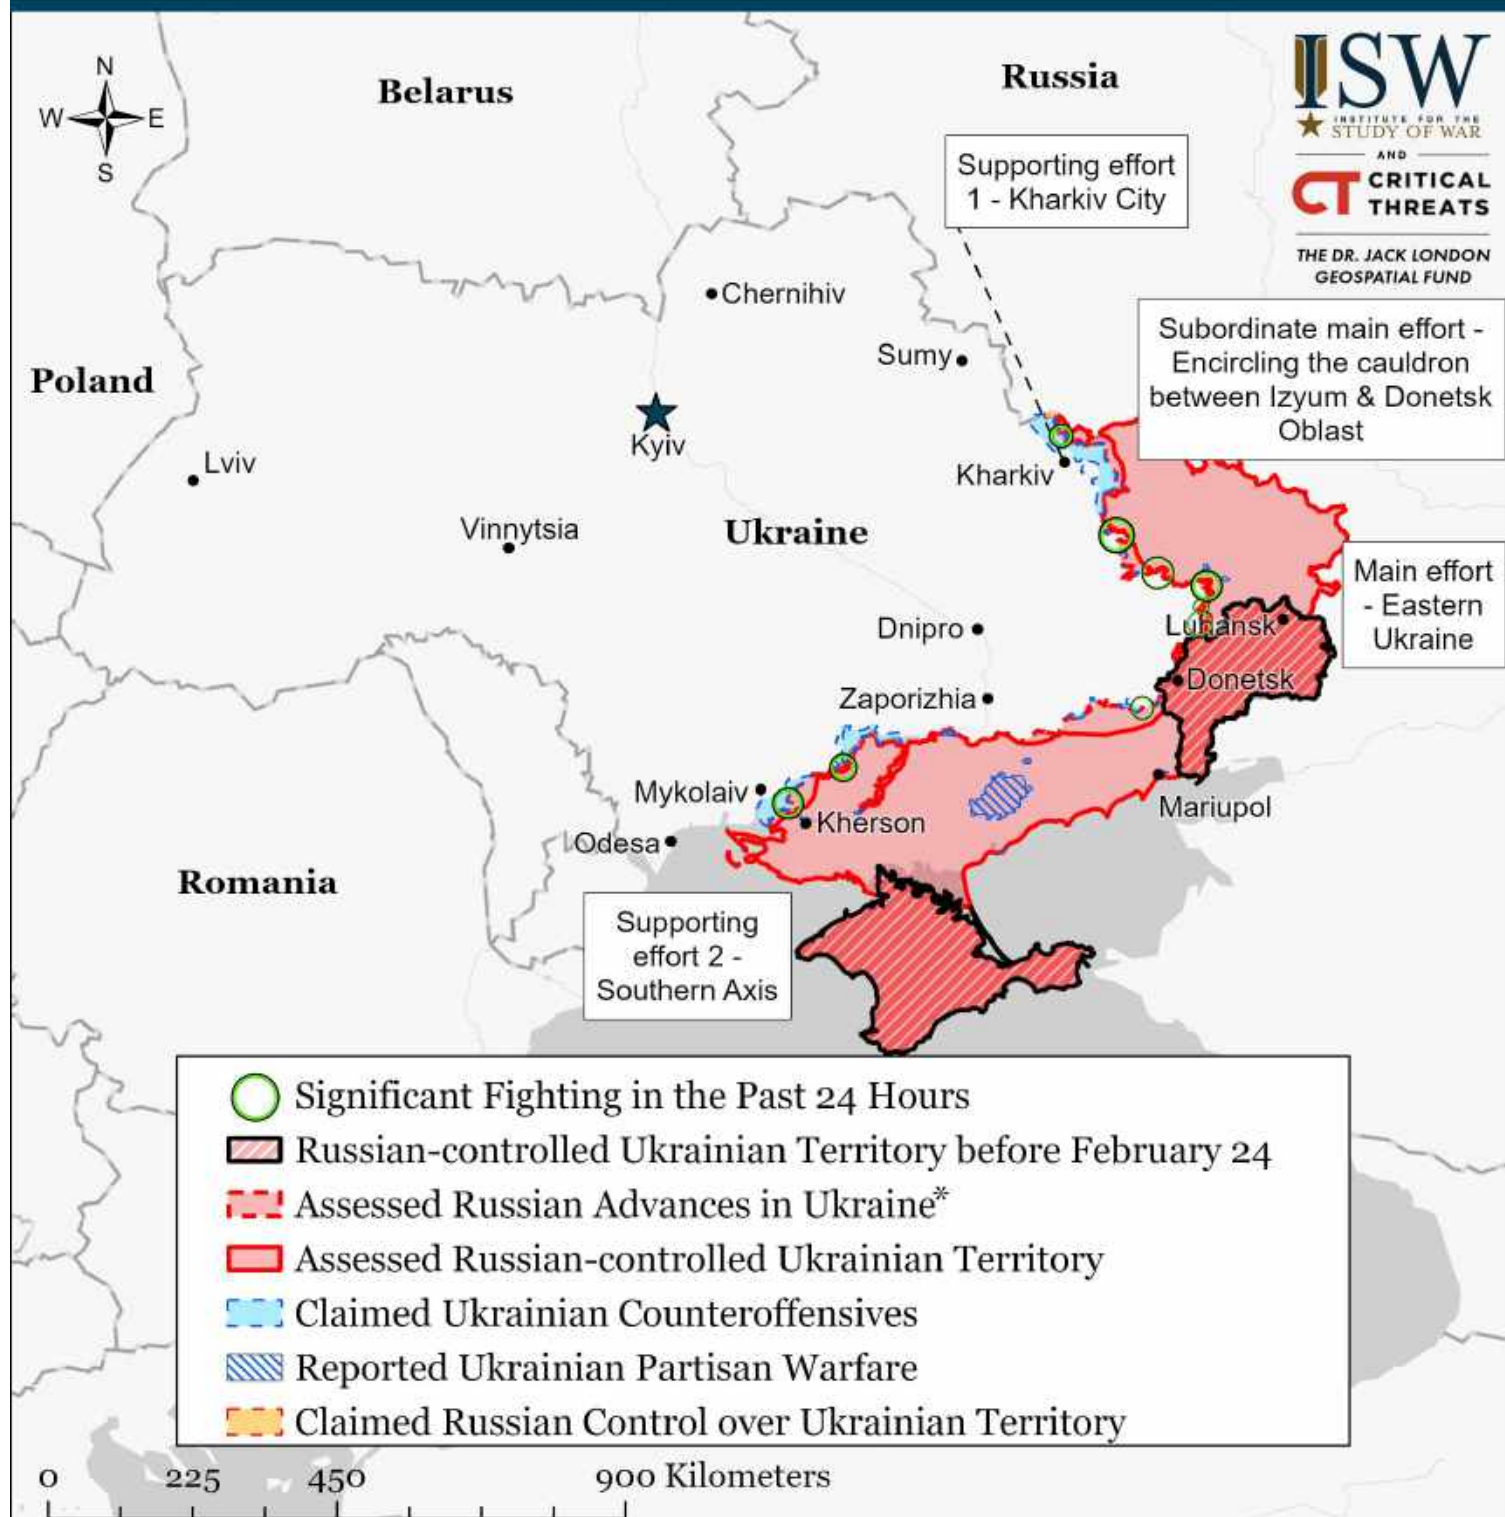 N
W
E
S
Belarus
Russia
ISW
INSTITUTE FOR THE
STUDY OF WAR
AND
CT CRITICAL
THREATS
THE DR. JACK LONDON
GEOSPATIAL FUND
Supporting effort
1 - Kharkiv City
Chernihiv
Subordinate main effort -
Encircling the cauldron
between Izyum & Donetsk
Oblast
Sumy
Poland
Kyiv
Lviv
Kharkiv
Vinnytsia
Ukraine
Main effort
- Eastern
Ukraine
Dnipro
Luhansk
Donetsk
Zaporizhia
Mykolaiv
Mariupol
Kherson
Odesa
Romania
Supporting
effort 2 -
Southern Axis
Significant Fighting in the Past 24 Hours
Russian-controlled Ukrainian Territory before February 24
Assessed Russian Advances in Ukraine*
Assessed Russian-controlled Ukrainian Territory
Claimed Ukrainian Counteroffensives
Reported Ukrainian Partisan Warfare
Claimed Russian Control over Ukrainian Territory
0 225 450 900 Kilometers